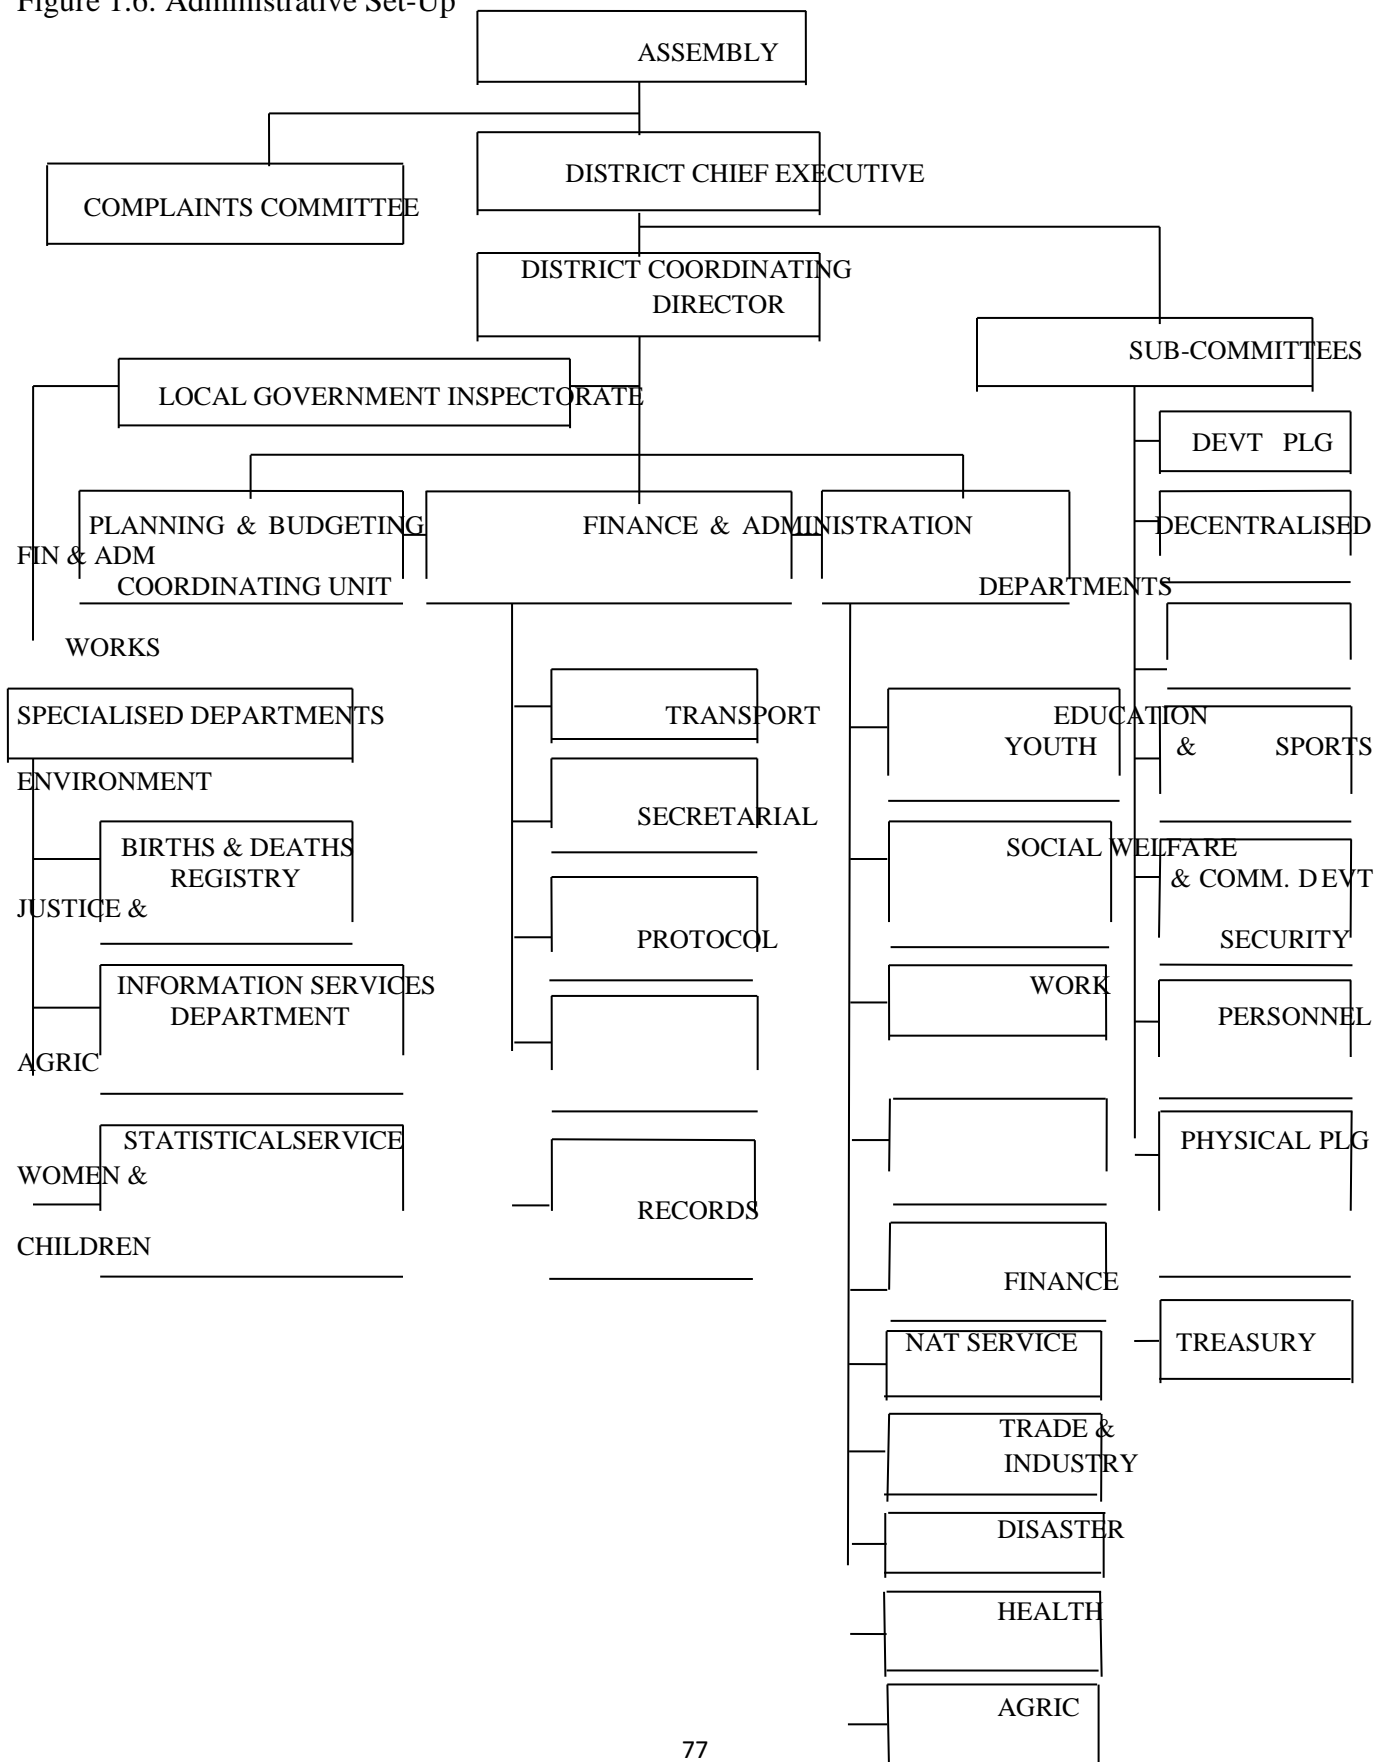 Figure 1.6: Administrative Set-Up
ASSEMBLY
DISTRICT CHIEF EXECUTIVE
COMPLAINTS COMMITTEE
DISTRICT COORDINATING
DIRECTOR
SUB-COMMITTEES
LOCAL GOVERNMENT INSPECTORATE
DEVT PLG
PLANNING & BUDGETING FINANCE & ADMINISTRATION DECENTRALISED
FIN & ADM
COORDINATING UNIT DEPARTMENTS
WORKS
SPECIALISED DEPARTMENTS TRANSPORT EDUCATION
YOUTH & SPORTS
ENVIRONMENT
SECRETARIAL
BIRTHS & DEATHS SOCIAL WELFARE
REGISTRY & COMM. DEVT
JUSTICE &
PROTOCOL SECURITY
INFORMATION SERVICES WORK
DEPARTMENT PERSONNEL
AGRIC
STATISTICALSERVICE PHYSICAL PLG
WOMEN &
RECORDS
CHILDREN
FINANCE
NAT SERVICE TREASURY
TRADE &
INDUSTRY
DISASTER
HEALTH
AGRIC
77